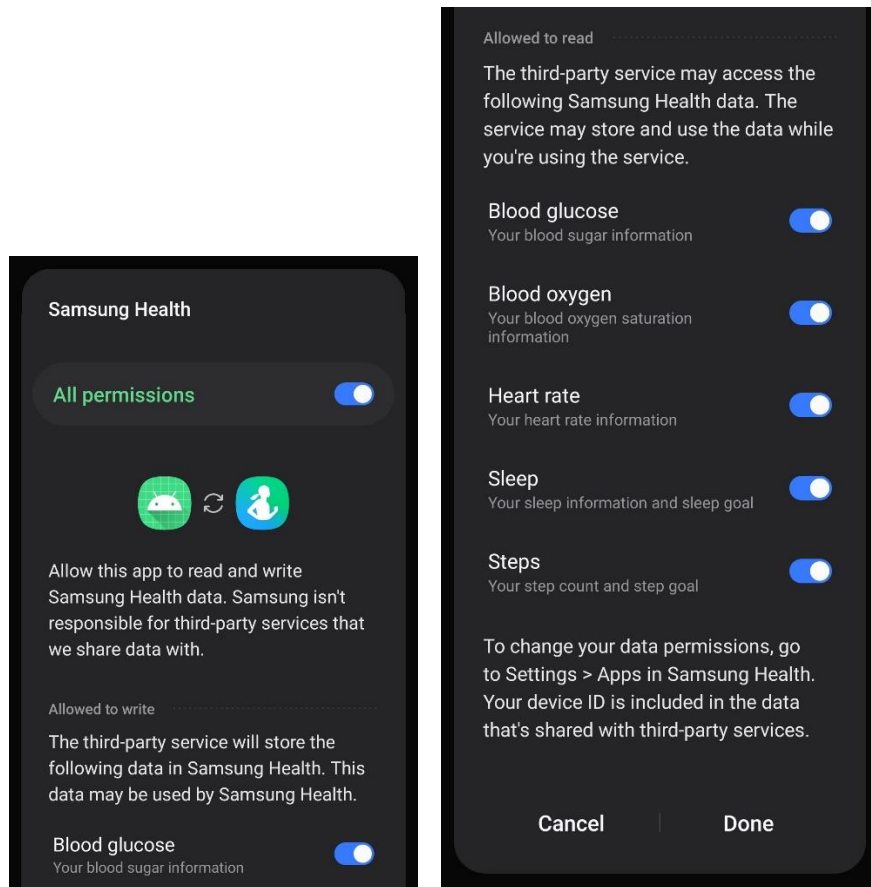 Samsung Health
All permissions
Allow this app to read and write
Samsung Health data. Samsung isn't
responsible for third-party services that
we share data with.
Allowed to write
The third-party service will store the
following data in Samsung Health. This
data may be used by Samsung Health.
Blood glucose
Your blood sugar information
Allowed to read
The third-party service may access the
following Samsung Health data. The
service may store and use the data while
you're using the service.
Blood glucose
Your blood sugar information
Blood oxygen
Your blood oxygen saturation
information
Heart rate
Your heart rate information
Sleep
Your sleep information and sleep goal
Steps
Your step count and step goal
To change your data permissions, go
to Settings > Apps in Samsung Health.
Your device ID is included in the data
that's shared with third-party services.
Cancel
Done